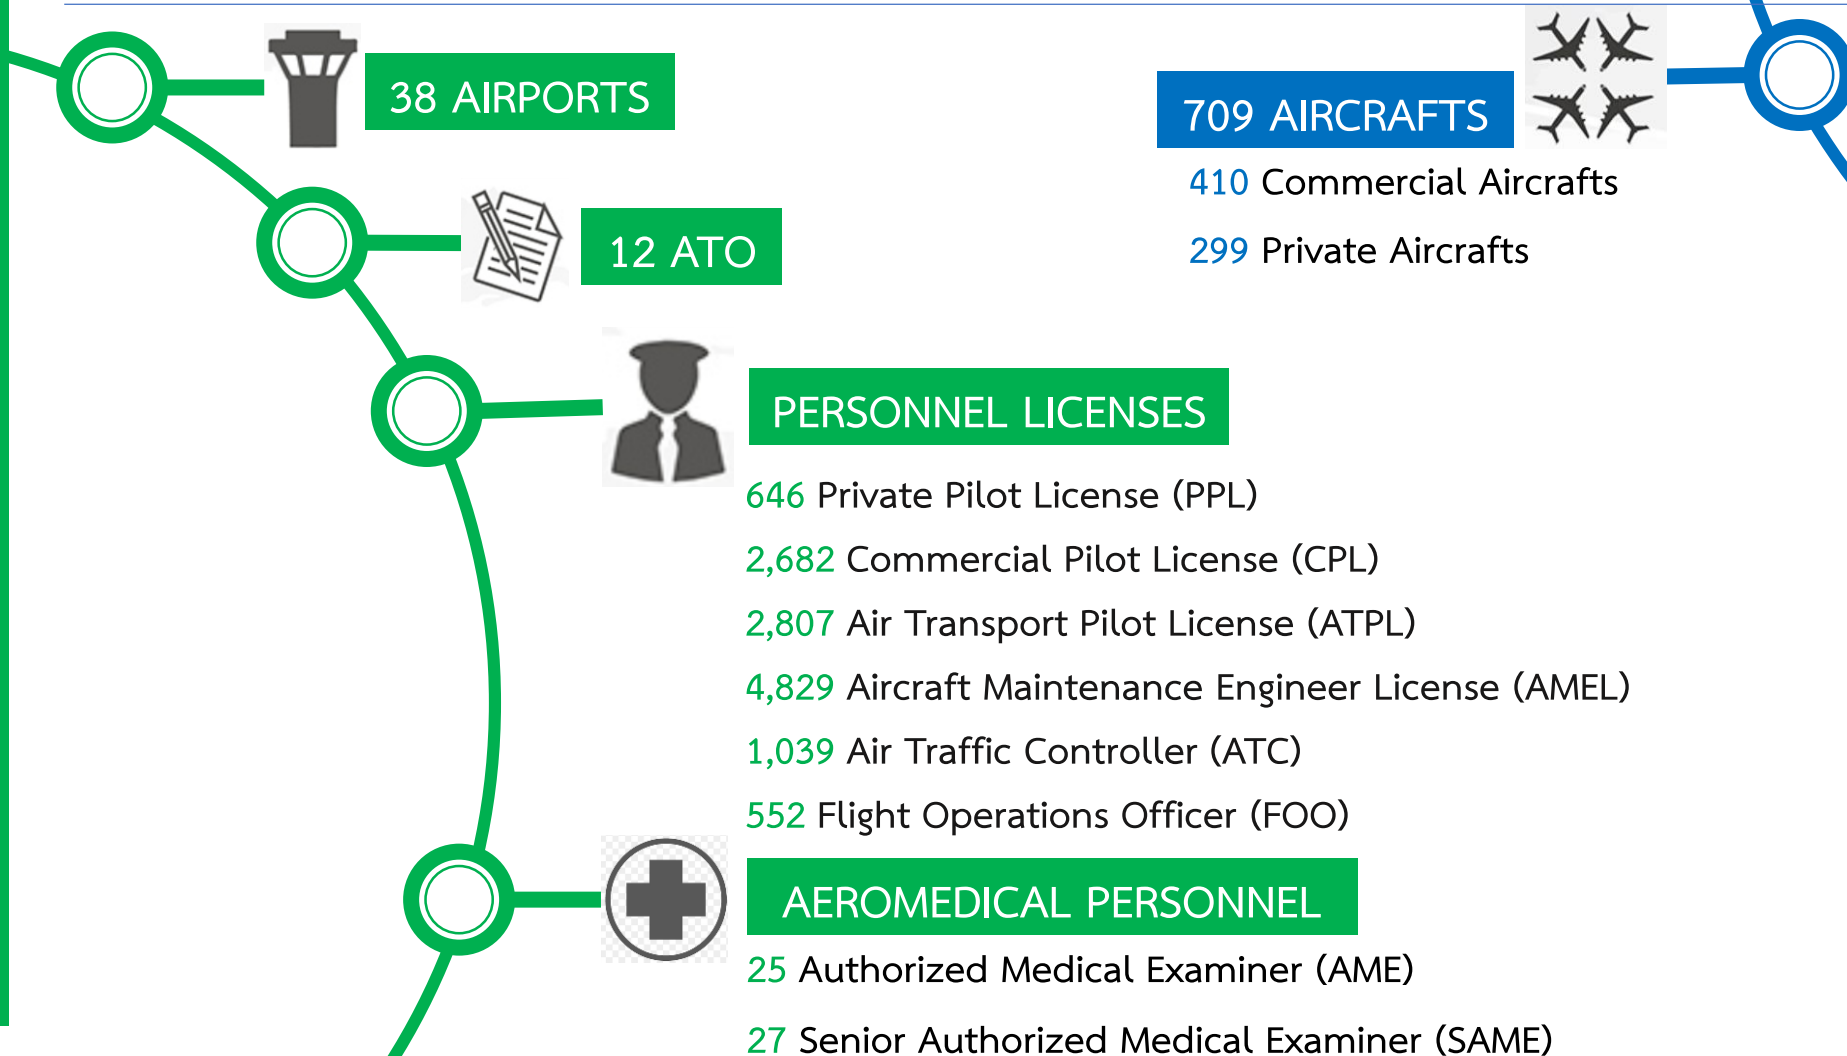 38 AIRPORTS
12 ATO
PERSONNEL LICENSES
646 Private Pilot License (PPL)
2,682 Commercial Pilot License (CPL)
2,807 Air Transport Pilot License (ATPL)
4,829 Aircraft Maintenance Engineer License (AMEL)
1,039 Air Traffic Controller (ATC)
552 Flight Operations Officer (FOO)
AEROMEDICAL PERSONNEL
25 Authorized Medical Examiner (AME)
27 Senior Authorized Medical Examiner (SAME)
709 AIRCRAFTS
410 Commercial Aircrafts
299 Private Aircrafts